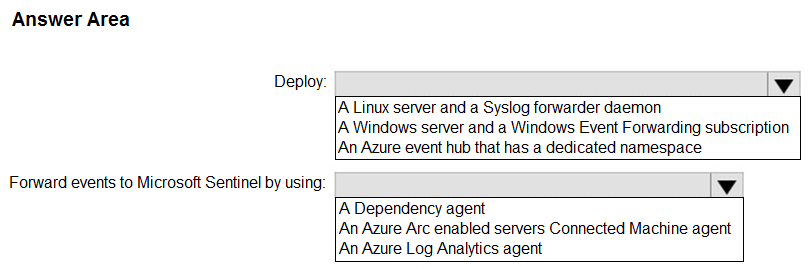 Answer Area
Deploy:
A Linux server and a Syslog forwarder daemon
A Windows server and a Windows Event Forwarding subscription
An Azure event hub that has a dedicated namespace
Forward events to Microsoft Sentinel by using:
A Dependency agent
An Azure Arc enabled servers Connected Machine agent
An Azure Log Analytics agent